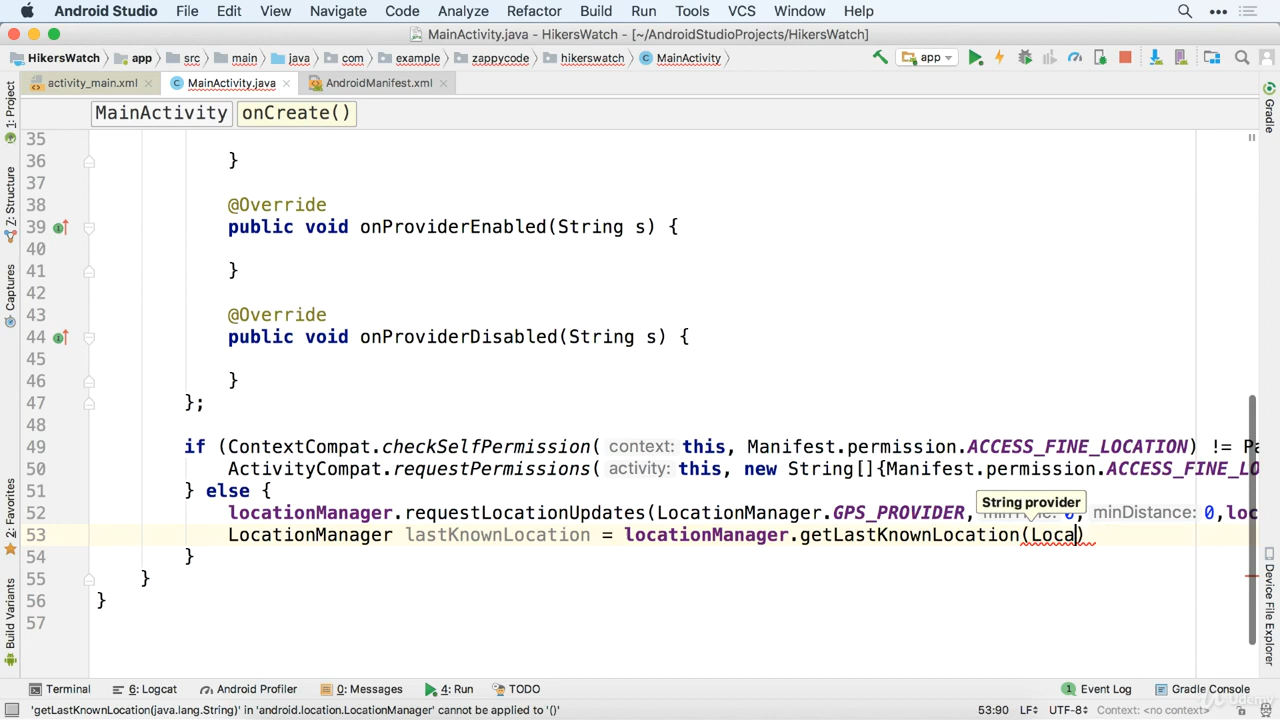 Android Studio File Edit View Navigate Code Analyze Refactor Build Run Tools VCS Window Help
MainActivity.java - HikersWatch - [~/AndroidStudioProjects/HikersWatch]
HikersWatch app src main java com example zappycode hikerswatch MainActivity app
activity_main.xml MainActivity.java AndroidManifest.xml
MainActivity onCreate()
1: Project
7: Structure
Captures
2: Favorites
Build Variants
Gradle
Device File Explorer
35
36 }
37
38 @Override
39 public void onProviderEnabled(String s) {
40
41 }
42
43 @Override
44 public void onProviderDisabled(String s) {
45
46 }
47 };
48
49 if (ContextCompat.checkSelfPermission( context: this, Manifest.permission.ACCESS_FINE_LOCATION) != Pa
50 ActivityCompat.requestPermissions( activity: this, new String[]{Manifest.permission.ACCESS_FINE_LO
51 } else {
String provider
52 locationManager.requestLocationUpdates(LocationManager.GPS_PROVIDER, 0, minDistance: 0,loc
53 LocationManager lastKnownLocation = locationManager.getLastKnownLocation(Loca)
54 }
55 }
56 }
57
Terminal 6: Logcat Android Profiler 0: Messages 4: Run TODO 1 Event Log Gradle Console
'getLastKnownLocation(java.lang.String)' in 'android.location.LocationManager' cannot be applied to '()' 53:90 LF÷ UTF-8÷ Context: <no context>
Udemy